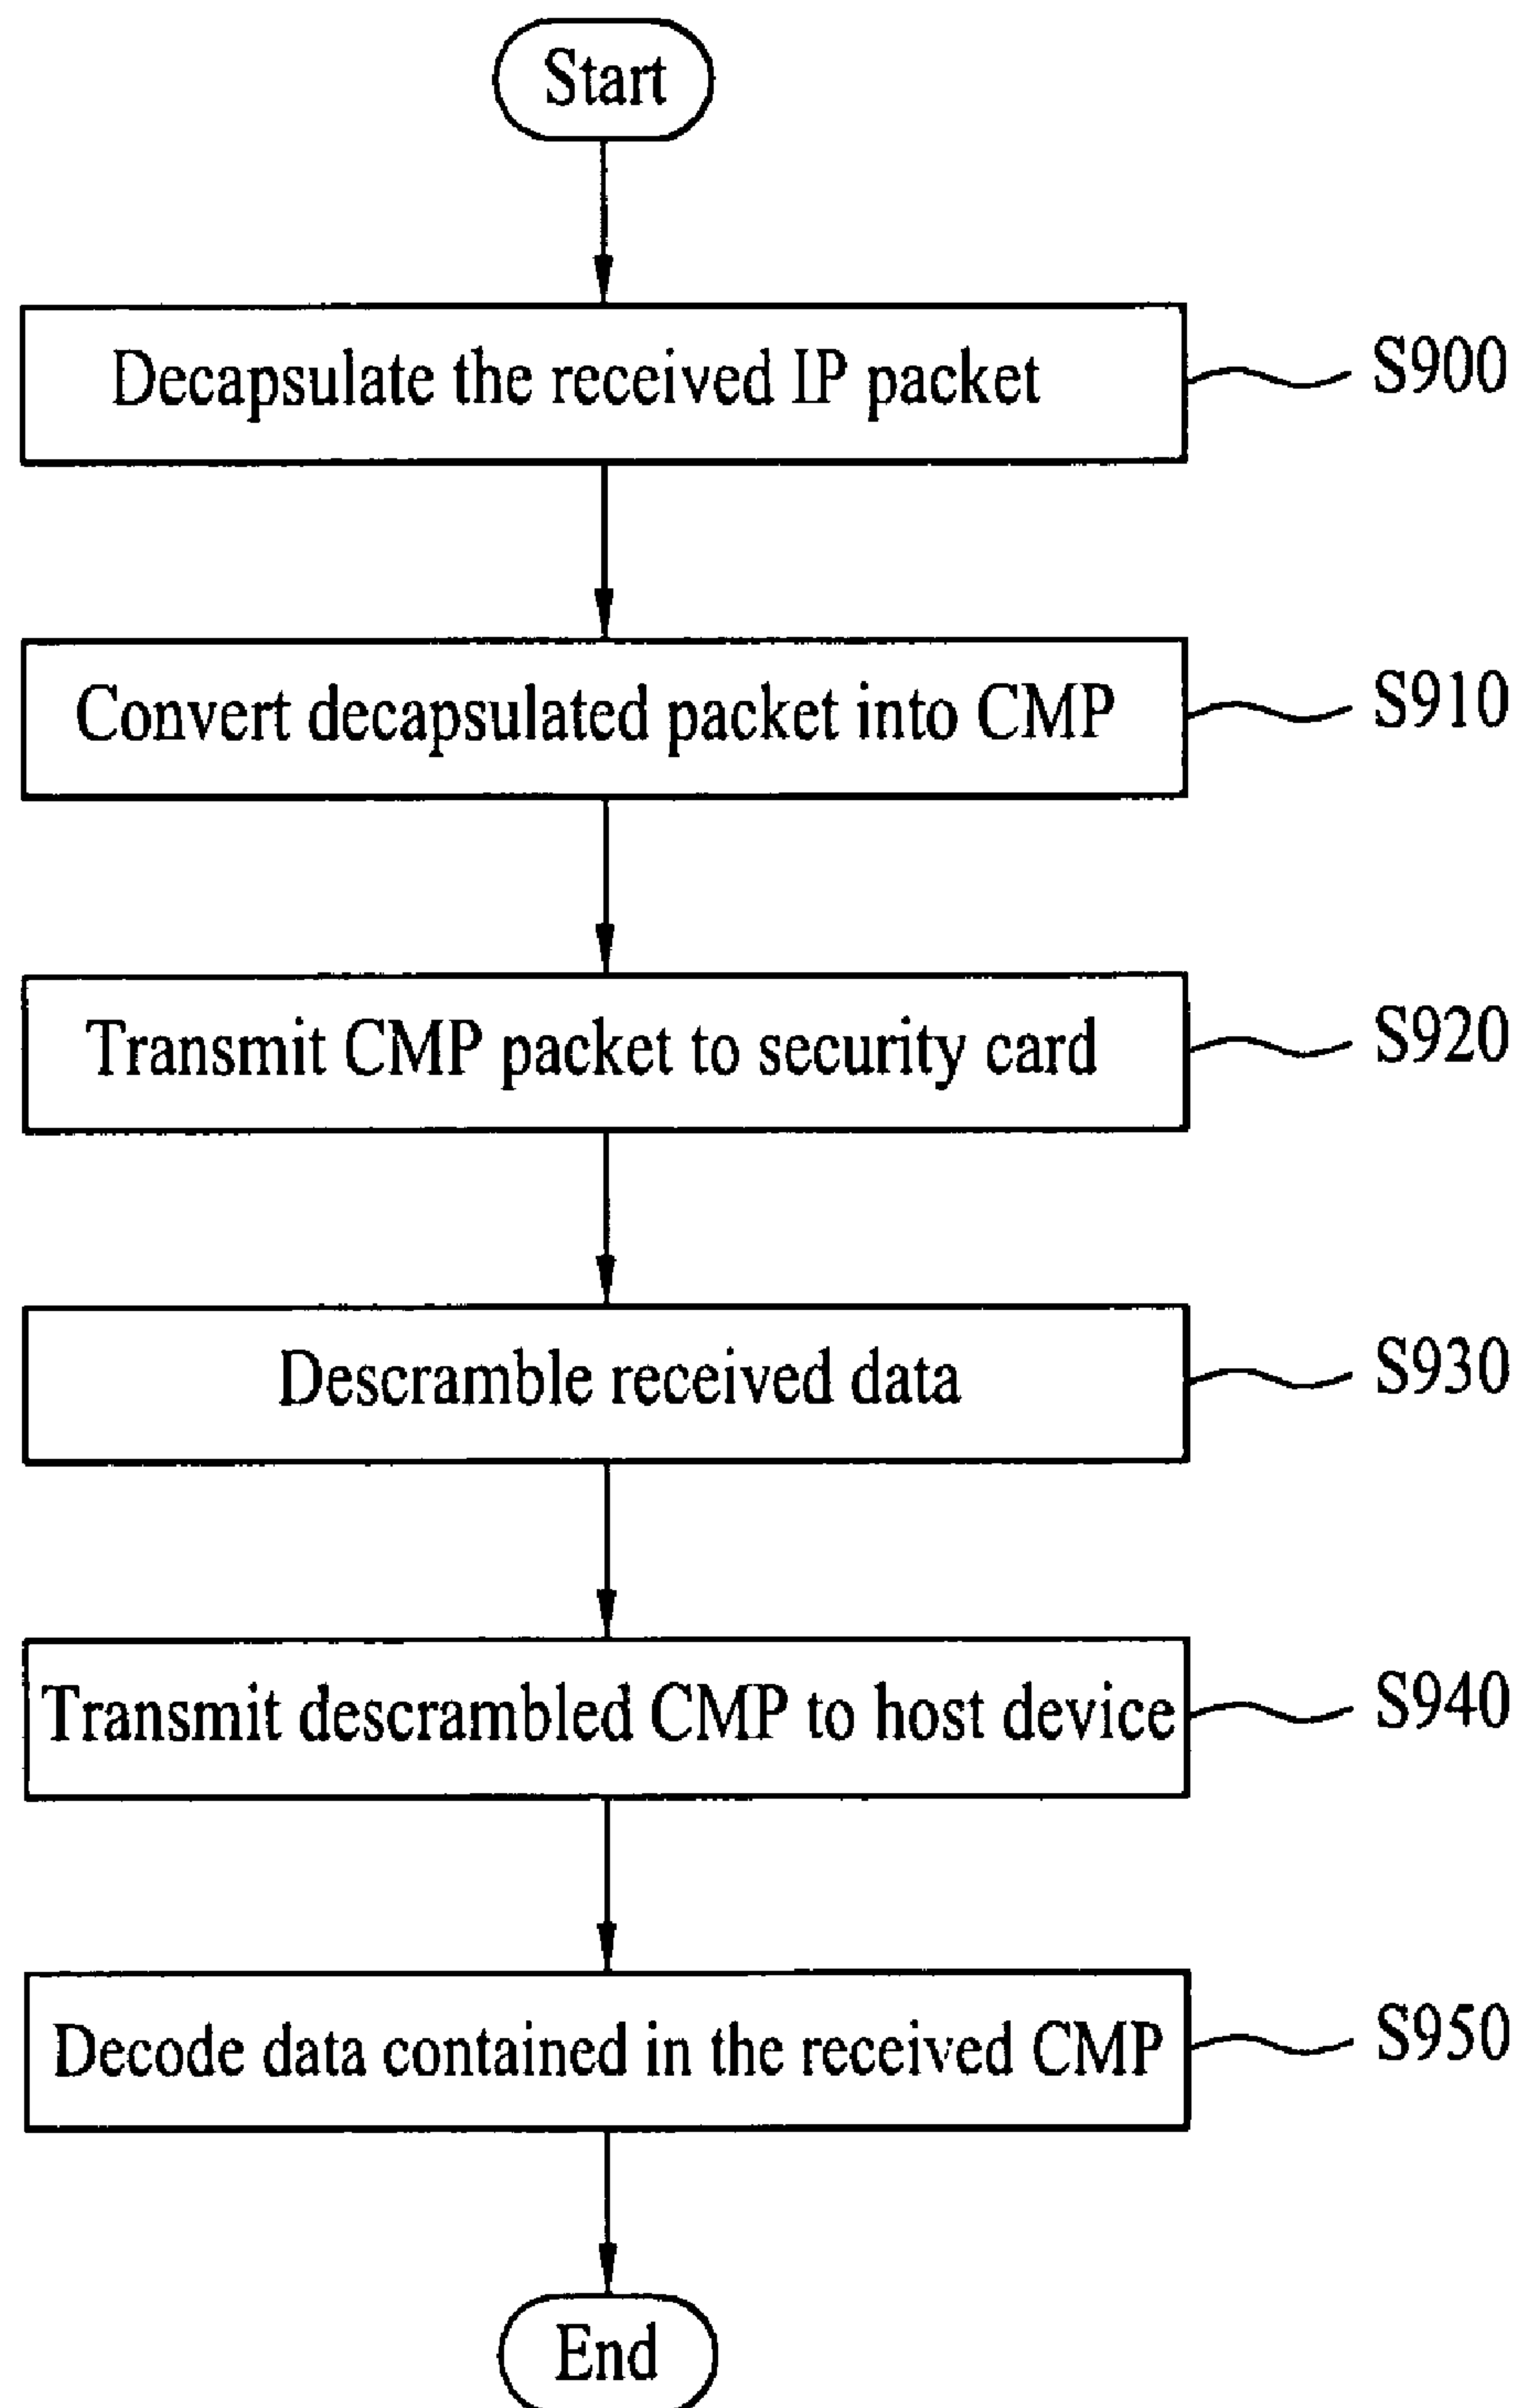 Start
Decapsulate the received IP packet
S900
Convert decapsulated packet into CMP
S910
Transmit CMP packet to security card
S920
Descramble received data
S930
Transmit descrambled CMP to host device
S940
Decode data contained in the received CMP
S950
End